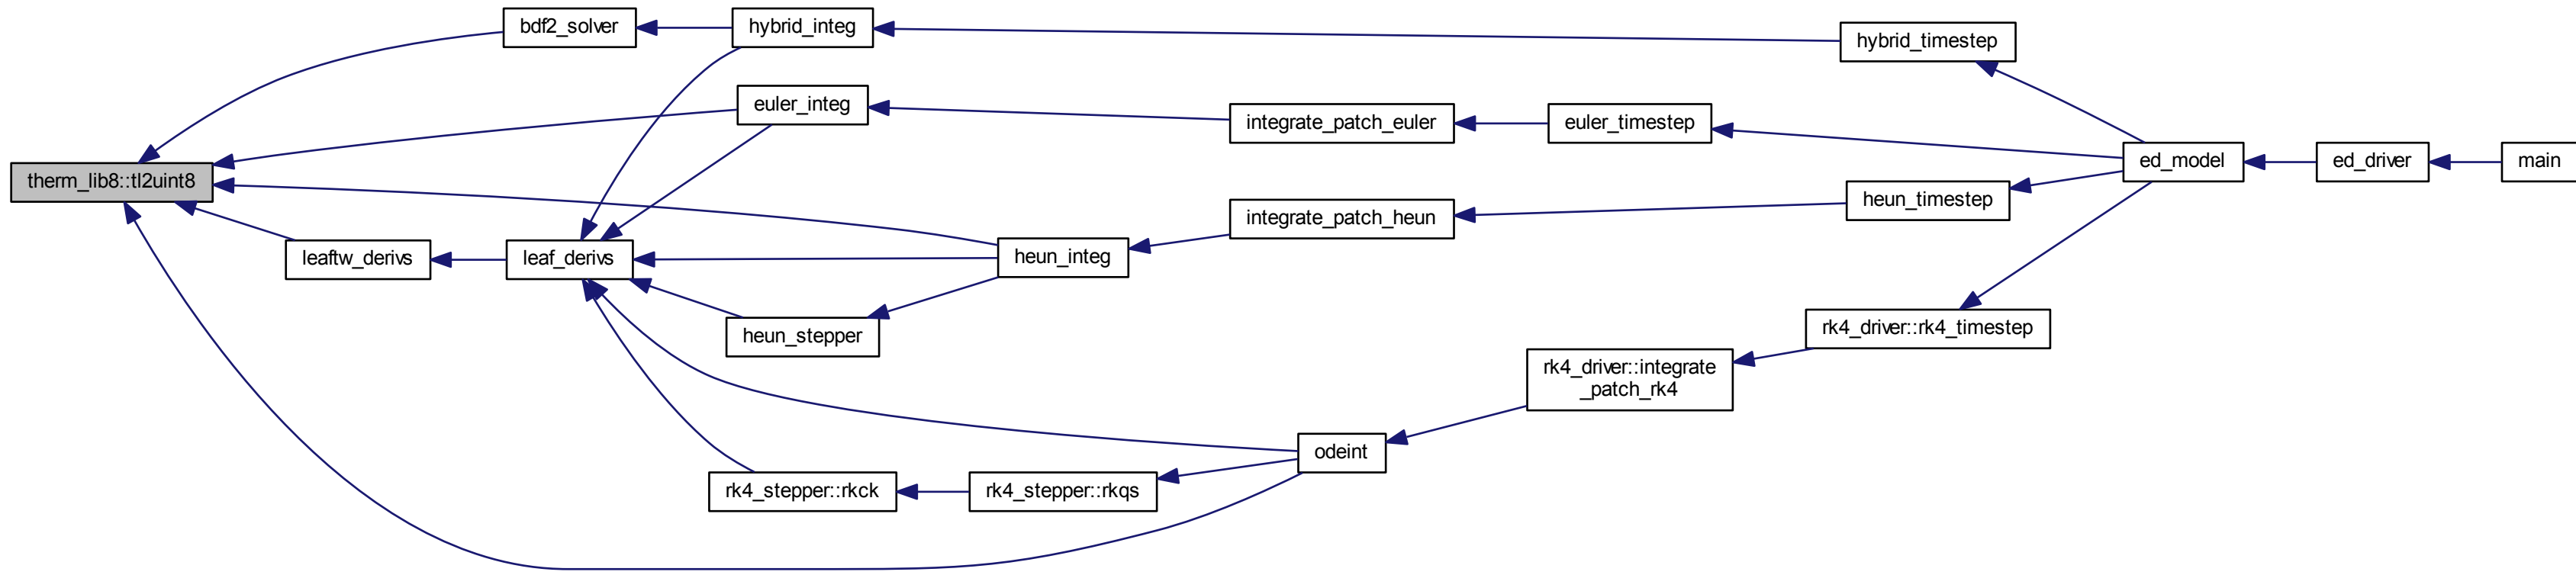 bdf2_solver
hybrid_integ
hybrid_timestep
euler_integ
integrate_patch_euler
euler_timestep
ed_model
ed_driver
main
therm_lib8::tl2uint8
heun_timestep
integrate_patch_heun
leaftw_derivs
leaf_derivs
heun_integ
heun_stepper
rk4_driver::rk4_timestep
rk4_driver::integrate
_patch_rk4
odeint
rk4_stepper::rkck
rk4_stepper::rkqs